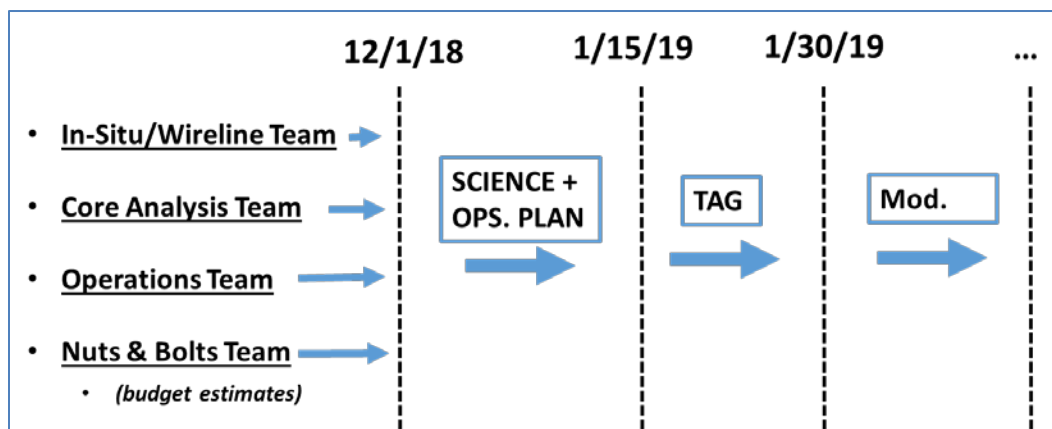 12/1/18 1/15/19 1/30/19 ...
• In-Situ/Wireline Team
• Core Analysis Team
• Operations Team
• Nuts & Bolts Team
• (budget estimates)
SCIENCE +
OPS. PLAN
TAG
Mod.